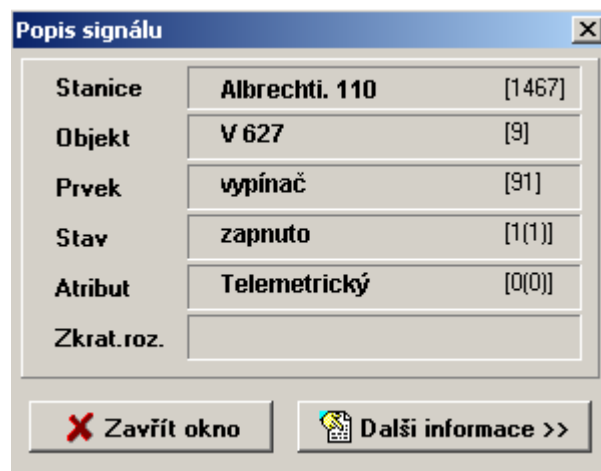 Popis signálu
Stanice Albrechti. 110 [1467]
Objekt V 627 [9]
Prvek vypínač [91]
Stav zapnuto [1(1)]
Atribut Telemetrický [0(0)]
Zkrat.roz.
Zavřít okno Další informace >>